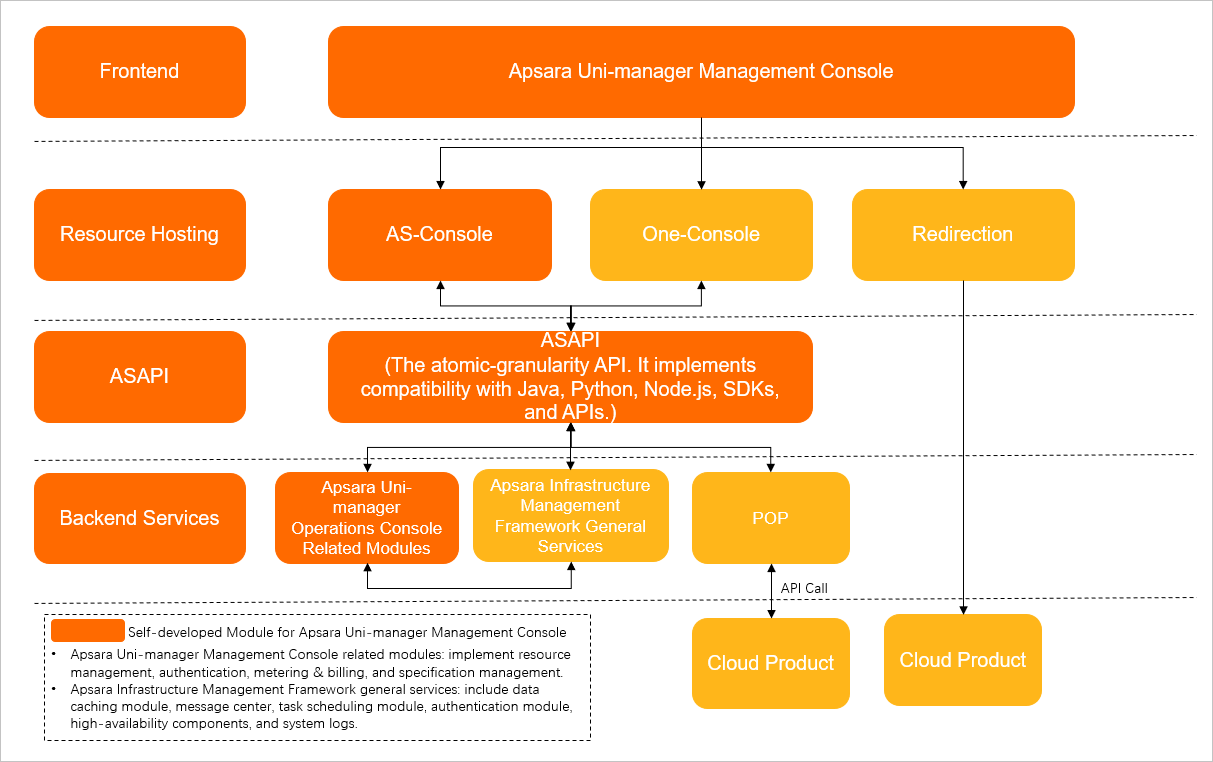 Frontend
Apsara Uni-manager Management Console
Resource Hosting
AS-Console
One-Console
Redirection
ASAPI
ASAPI
(The atomic-granularity API. It implements
compatibility with Java, Python, Node.js, SDKs,
and APIs.)
Backend Services
Apsara Uni-
manager
Operations Console
Related Modules
Apsara Infrastructure
Management
Framework General
Services
POP
API Call
Cloud Product
Cloud Product
Self-developed Module for Apsara Uni-manager Management Console
• Apsara Uni-manager Management Console related modules: implement resource
management, authentication, metering & billing, and specification management.
• Apsara Infrastructure Management Framework general services: include data
caching module, message center, task scheduling module, authentication module,
high-availability components, and system logs.